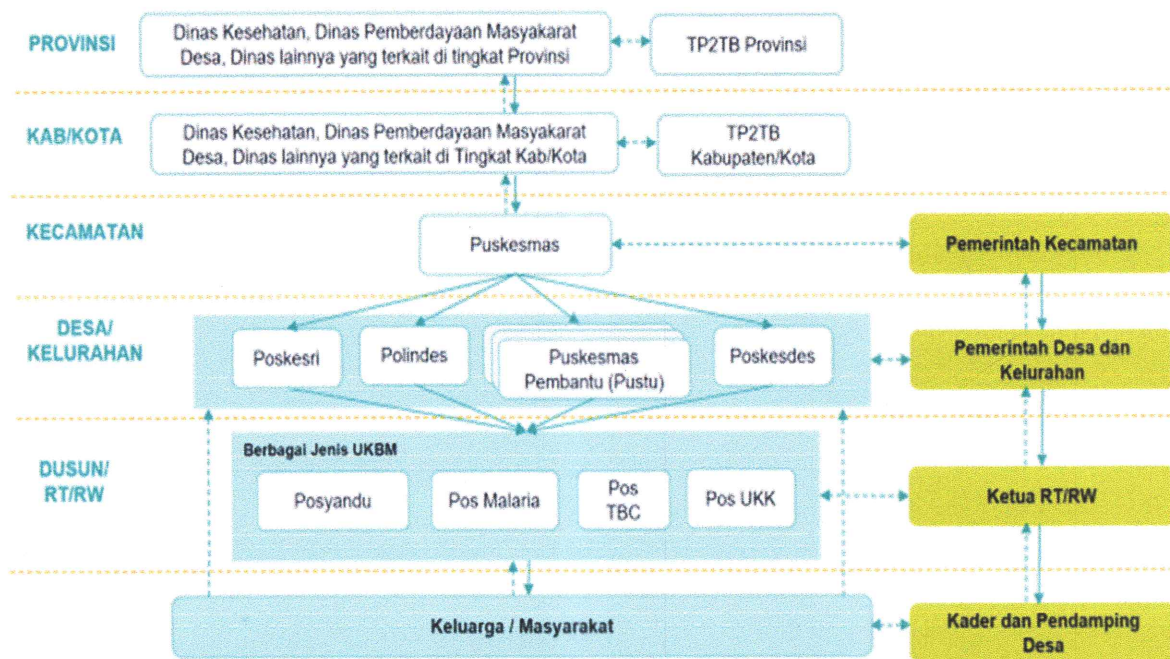 PROVINSI
Dinas Kesehatan, Dinas Pemberdayaan Masyakarat
Desa, Dinas lainnya yang terkait di tingkat Provinsi
TP2TB Provinsi
KAB/KOTA
Dinas Kesehatan, Dinas Pemberdayaan Masyakarat
Desa, Dinas lainnya yang terkait di Tingkat Kab/Kota
TP2TB
Kabupaten/Kota
KECAMATAN
Puskesmas
Pemerintah Kecamatan
DESA/
KELURAHAN
Poskesri
Polindes
Puskesmas
Pembantu (Pustu)
Poskesdes
Pemerintah Desa dan
Kelurahan
DUSUN/
RT/RW
Berbagai Jenis UKBM
Posyandu
Pos Malaria
Pos
TBC
Pos UKK
Ketua RT/RW
Keluarga / Masyarakat
Kader dan Pendamping
Desa